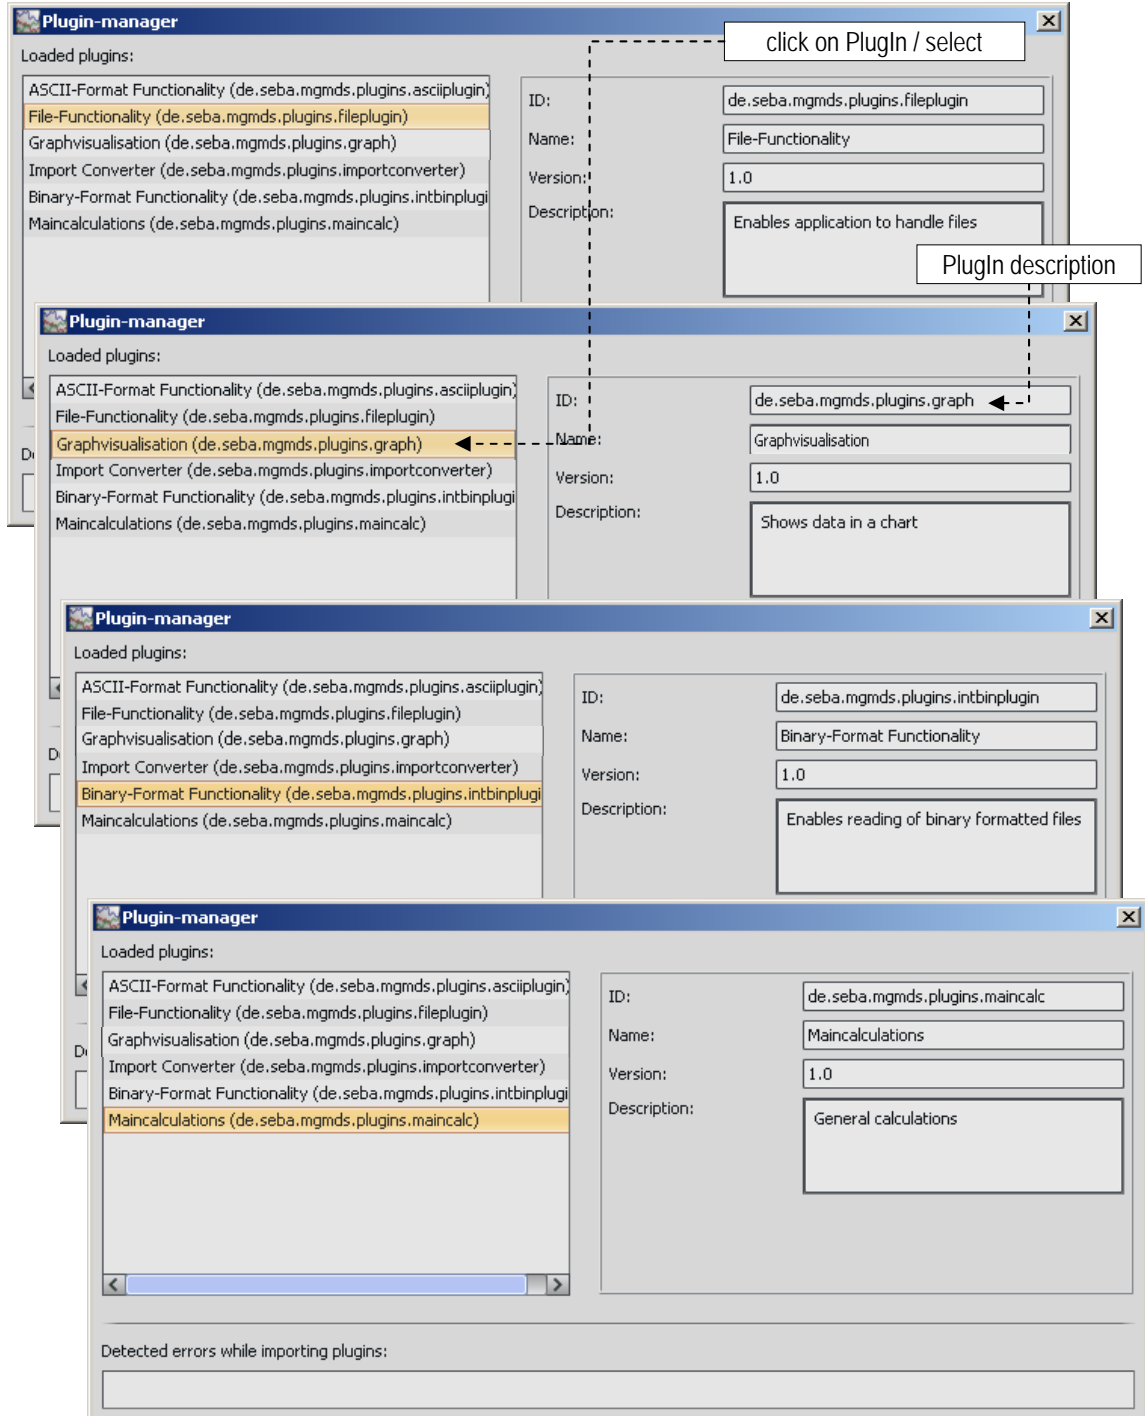 Plugin-manager
click on PlugIn / select
Loaded plugins:
ASCII-Format Functionality (de.seba.mgmds.plugins.asciiplugin)
File-Functionality (de.seba.mgmds.plugins.fileplugin)
Graphvisualisation (de.seba.mgmds.plugins.graph)
Import Converter (de.seba.mgmds.plugins.importconverter)
Binary-Format Functionality (de.seba.mgmds.plugins.intbinplugi
Maincalculations (de.seba.mgmds.plugins.maincalc)
ID: de.seba.mgmds.plugins.fileplugin
Name: File-Functionality
Version: 1.0
Description: Enables application to handle files
PlugIn description
Plugin-manager
Loaded plugins:
ASCII-Format Functionality (de.seba.mgmds.plugins.asciiplugin)
File-Functionality (de.seba.mgmds.plugins.fileplugin)
Graphvisualisation (de.seba.mgmds.plugins.graph)
Import Converter (de.seba.mgmds.plugins.importconverter)
Binary-Format Functionality (de.seba.mgmds.plugins.intbinplugi
Maincalculations (de.seba.mgmds.plugins.maincalc)
ID: de.seba.mgmds.plugins.graph
Name: Graphvisualisation
Version: 1.0
Description: Shows data in a chart
D
Plugin-manager
Loaded plugins:
ASCII-Format Functionality (de.seba.mgmds.plugins.asciiplugin)
File-Functionality (de.seba.mgmds.plugins.fileplugin)
Graphvisualisation (de.seba.mgmds.plugins.graph)
Import Converter (de.seba.mgmds.plugins.importconverter)
Binary-Format Functionality (de.seba.mgmds.plugins.intbinplugi
Maincalculations (de.seba.mgmds.plugins.maincalc)
ID: de.seba.mgmds.plugins.intbinplugin
Name: Binary-Format Functionality
Version: 1.0
Description: Enables reading of binary formatted files
D
Plugin-manager
Loaded plugins:
ASCII-Format Functionality (de.seba.mgmds.plugins.asciiplugin)
File-Functionality (de.seba.mgmds.plugins.fileplugin)
Graphvisualisation (de.seba.mgmds.plugins.graph)
Import Converter (de.seba.mgmds.plugins.importconverter)
Binary-Format Functionality (de.seba.mgmds.plugins.intbinplugi
Maincalculations (de.seba.mgmds.plugins.maincalc)
ID: de.seba.mgmds.plugins.maincalc
Name: Maincalculations
Version: 1.0
Description: General calculations
D
Detected errors while importing plugins: